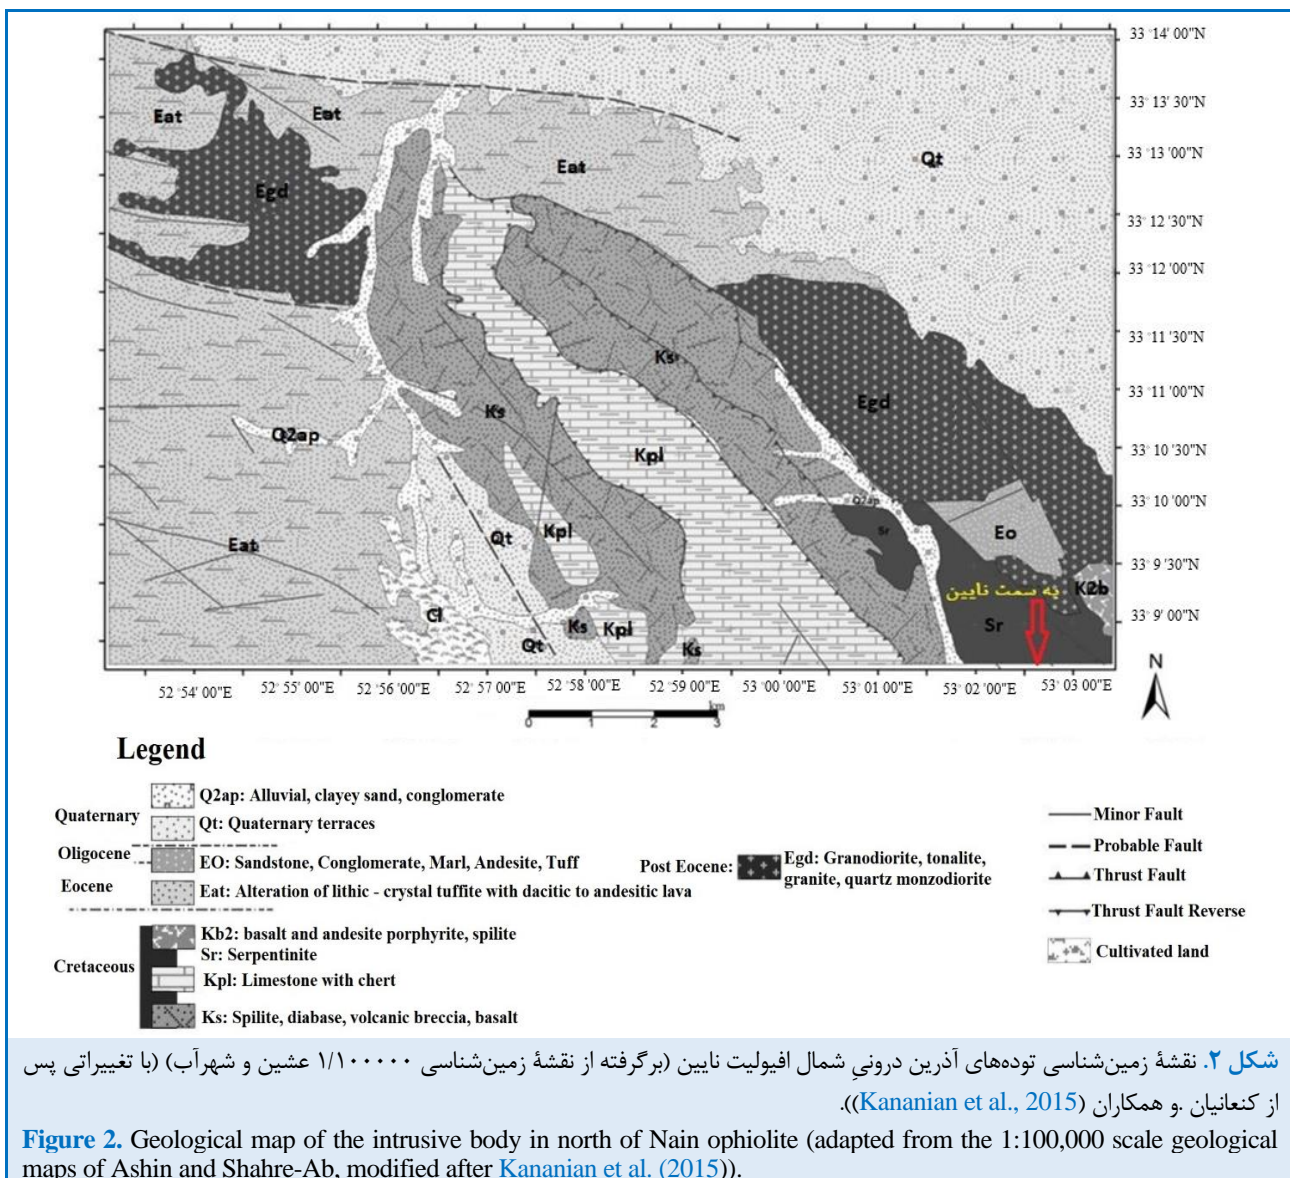 33 °14' 00"N
33 °13' 30"N
33 °13' 00"N
33° 12 '30"N
33 °12' 00"N
33 °11 '30"N
33 °11' 00"N
33 °10 '30"N
33 °10' 00"N
33 °9 '30"N
33 °9' 00"N
Eat
Eat
Eat
Qt
Egd
Ks
Egd
Ks
Q2ap
Kpl
Q2ap
Sr
Eo
Eat
Qt
Kpl
K2b
به سمت نایین
Cl
Ks
Kpl
Sr
Qt
Ks
N
52 °54' 00"E
52 °55' 00"E
52 °56' 00"E
52 °57' 00"E
52 °58' 00"E
52 °59' 00"E
53 °00' 00"E
53 °01' 00"E
53 °02' 00"E
53 °03' 00"E
km
0 1 2 3
Legend
Quaternary
Q2ap: Alluvial, clayey sand, conglomerate
Qt: Quaternary terraces
Oligocene
EO: Sandstone, Conglomerate, Marl, Andesite, Tuff
Eocene
Eat: Alteration of lithic - crystal tuffite with dacitic to andesitic lava
Cretaceous
Kb2: basalt and andesite porphyrite, spilite
Sr: Serpentinite
Kpl: Limestone with chert
Ks: Spilite, diabase, volcanic breccia, basalt
Post Eocene:
Egd: Granodiorite, tonalite,
granite, quartz monzodiorite
Minor Fault
Probable Fault
Thrust Fault
Thrust Fault Reverse
Cultivated land
شکل ۲. نقشۀ زمین‌شناسی توده‌های آذرین درونیِ شمال افیولیت نایین (برگرفته از نقشۀ زمین‌شناسی ۱/۱۰۰۰۰۰ عشین و شهرآب) (با تغییراتی پس
از کنعانیان .و همکاران (Kananian et al., 2015)).
Figure 2. Geological map of the intrusive body in north of Nain ophiolite (adapted from the 1:100,000 scale geological
maps of Ashin and Shahre-Ab, modified after Kananian et al. (2015)).